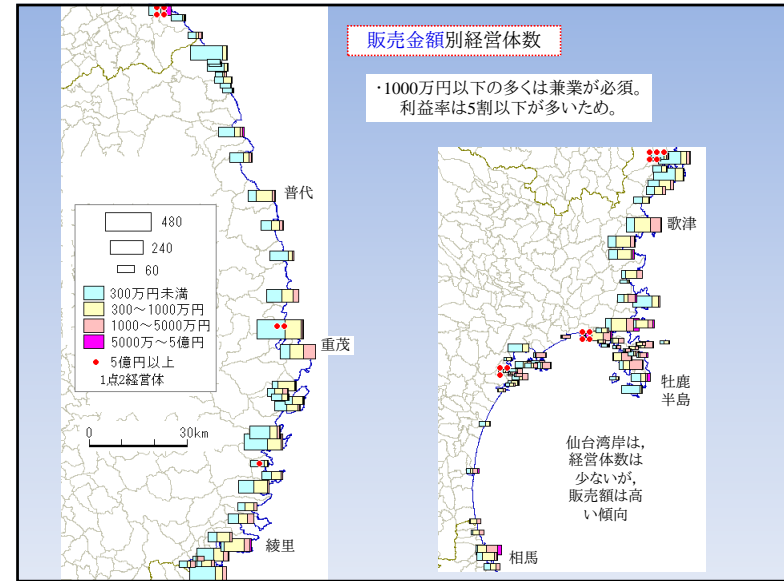 販売金額別経営体数
・1000万円以下の多くは兼業が必須。
利益率は5割以下が多いため。
普代
480
240
60
300万円未満
300～1000万円
1000～5000万円
5000万～5億円
5億円以上
1点2経営体
0 30km
重茂
綾里
歌津
牡鹿
半島
仙台湾岸は，
経営体数は
少ないが，
販売額は高
い傾向
相馬